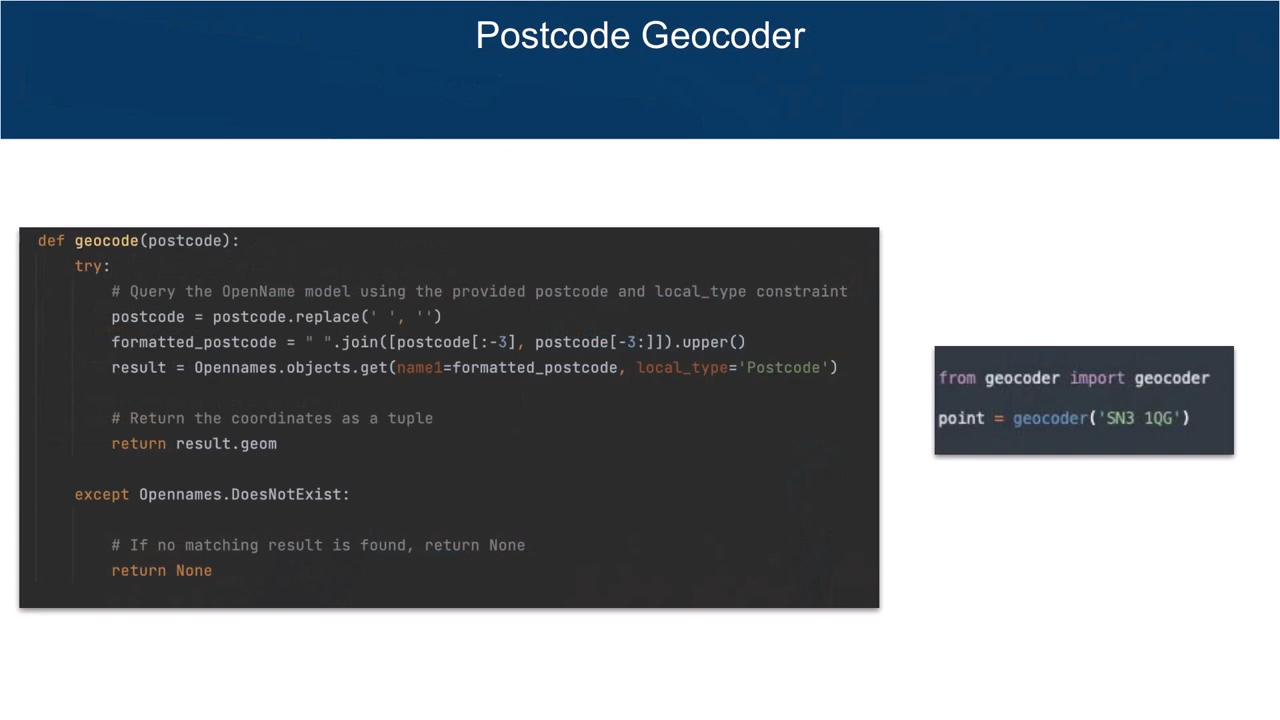 Postcode Geocoder
def geocode(postcode):
try:
# Query the OpenName model using the provided postcode and local_type constraint
postcode = postcode.replace(' ', '')
formatted_postcode = " ".join([postcode[:-3], postcode[-3:]]).upper()
result = Opennames.objects.get(name1=formatted_postcode, local_type='Postcode')
# Return the coordinates as a tuple
return result.geom
except Opennames.DoesNotExist:
# If no matching result is found, return None
return None
from geocoder import geocoder
point = geocoder('SN3 1QG')